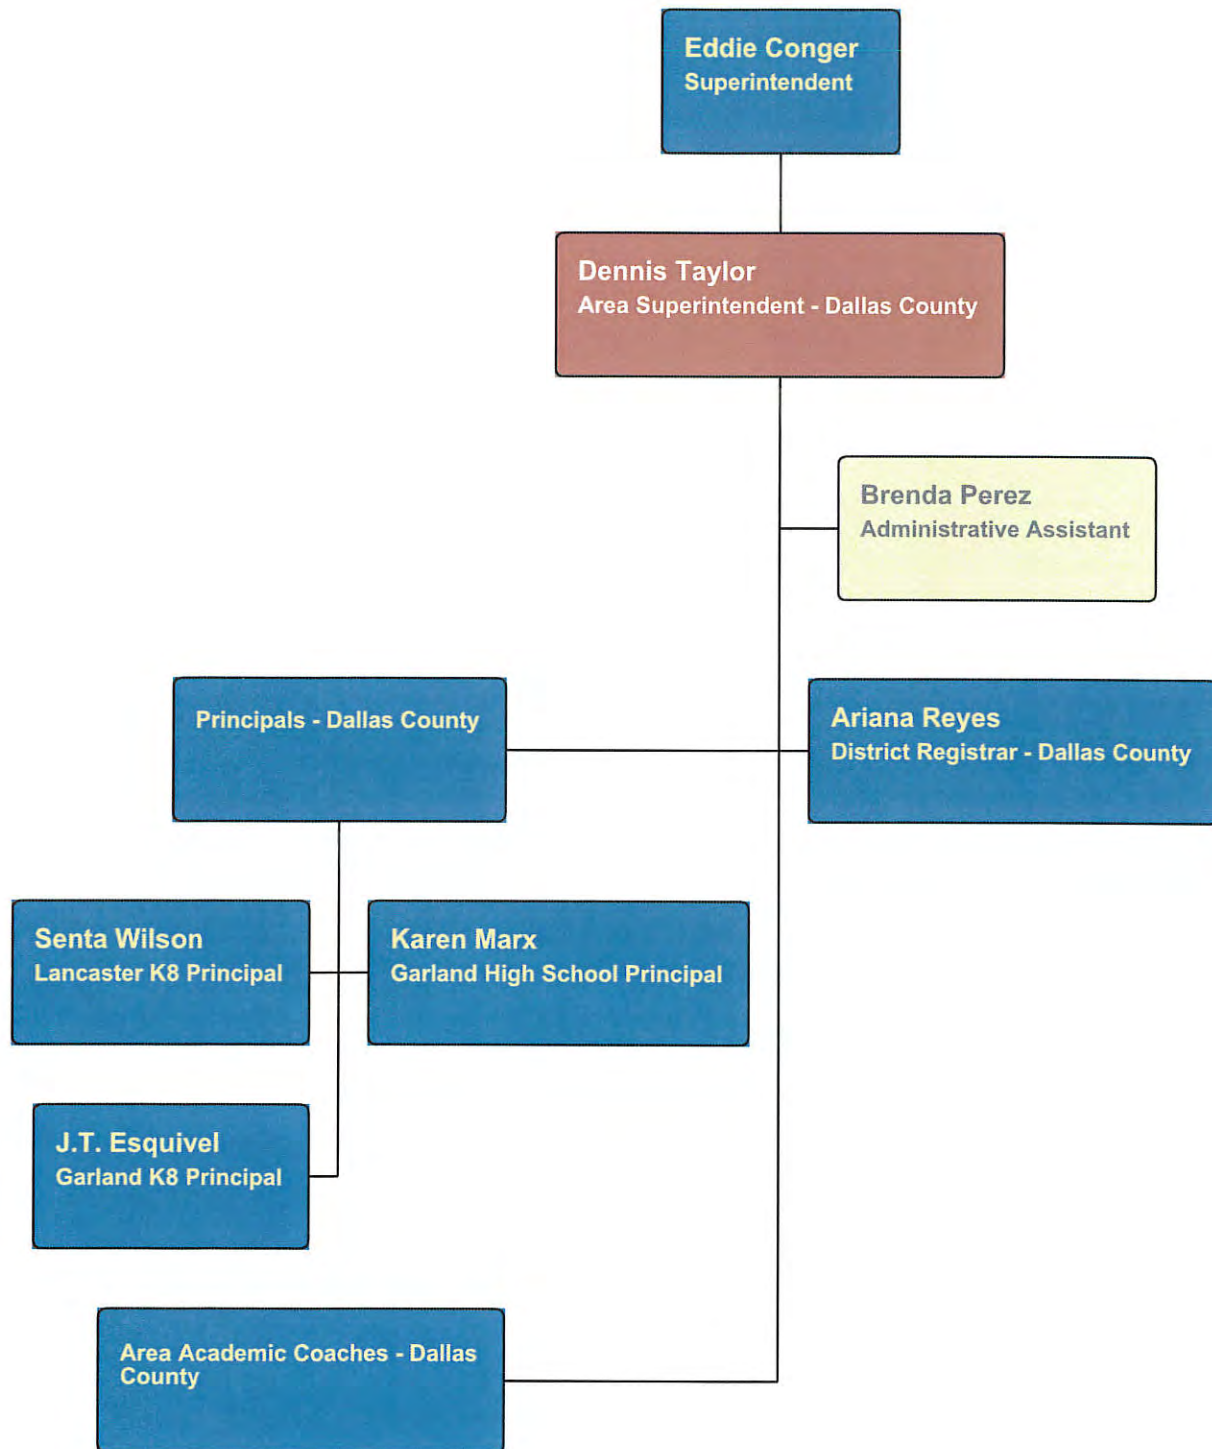 Eddie Conger
Superintendent
Dennis Taylor
Area Superintendent - Dallas County
Brenda Perez
Administrative Assistant
Principals - Dallas County
Ariana Reyes
District Registrar - Dallas County
Senta Wilson
Lancaster K8 Principal
Karen Marx
Garland High School Principal
J.T. Esquivel
Garland K8 Principal
Area Academic Coaches - Dallas
County